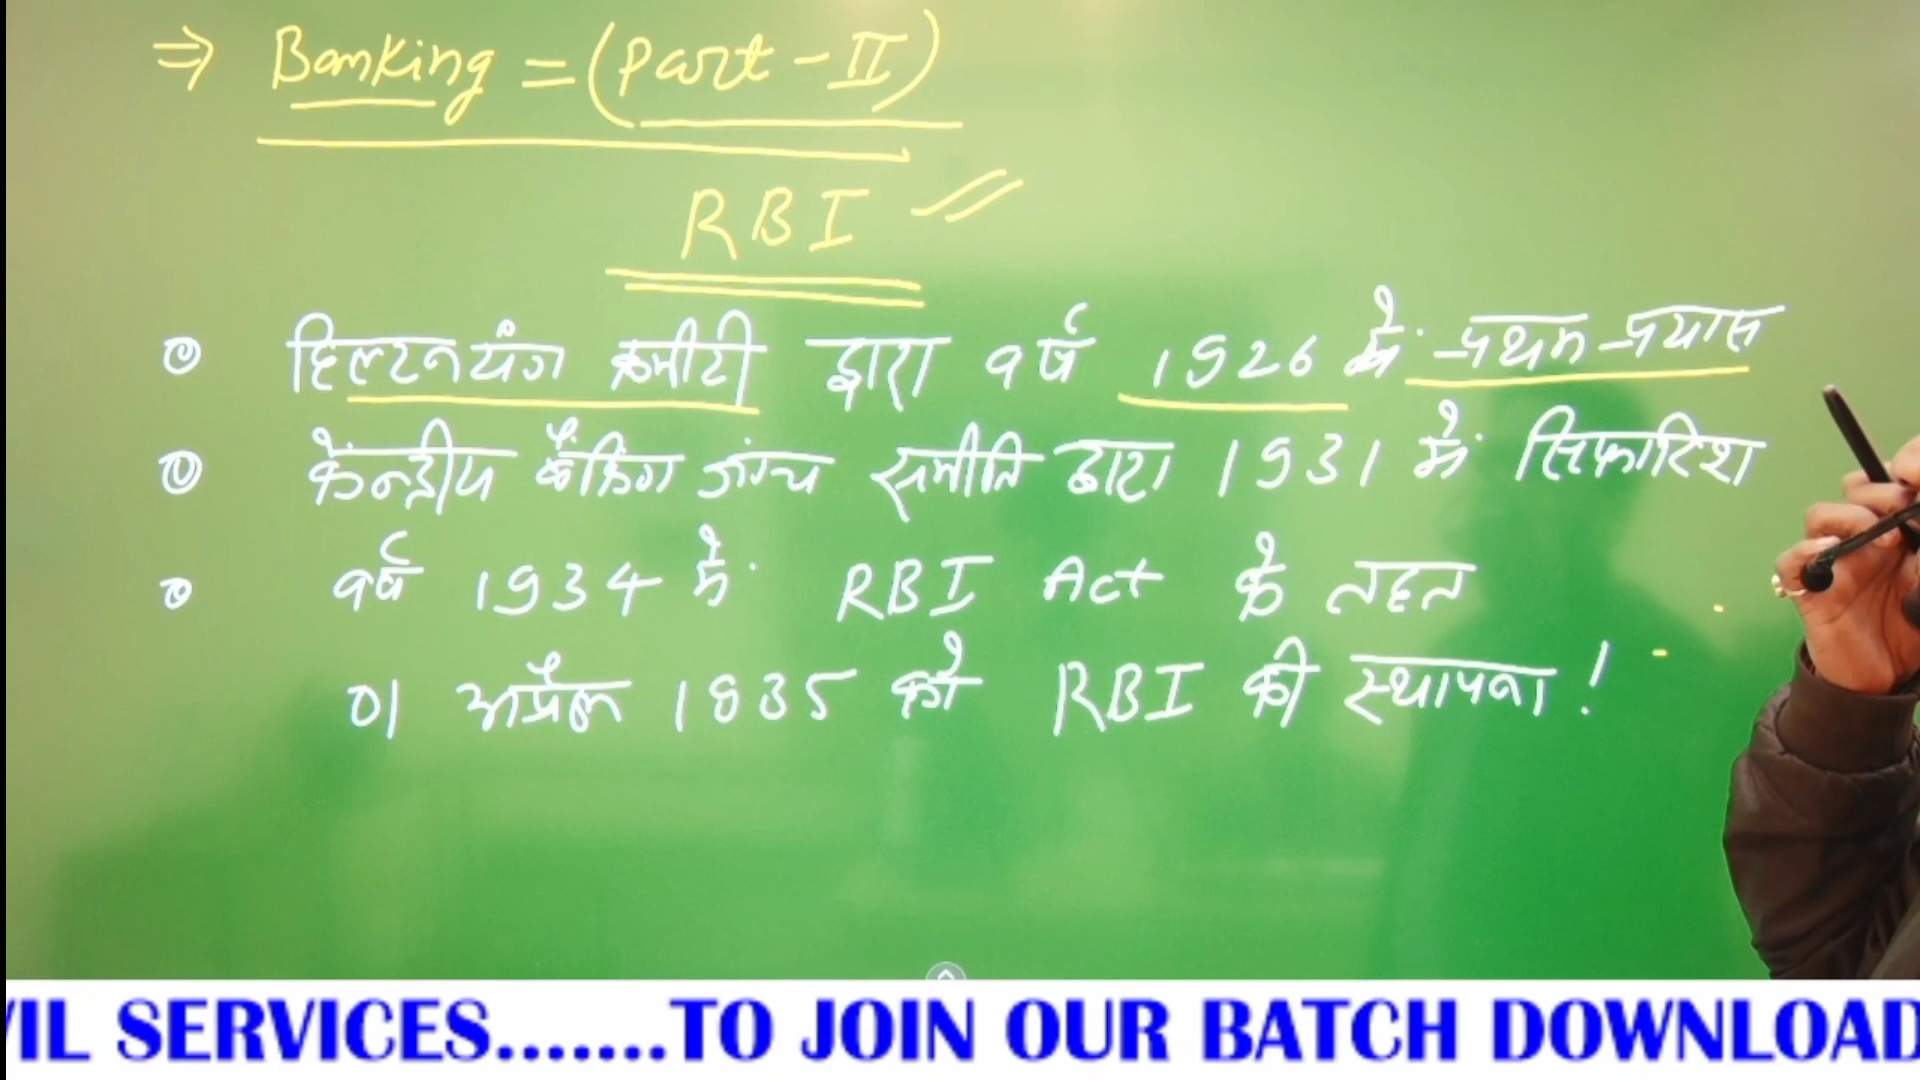 ⇒ Banking = (Part - II)
RBI
हिल्टनयंग कमीटी द्वारा वर्ष 1926 में प्रथम प्रयास
केन्द्रीय बैंकिंग जांच समीति द्वारा 1931 में सिफारिश
वर्ष 1934 में RBI Act के तहत
01 अप्रैल 1935 को RBI की स्थापना !
VIL SERVICES.......TO JOIN OUR BATCH DOWNLOAD